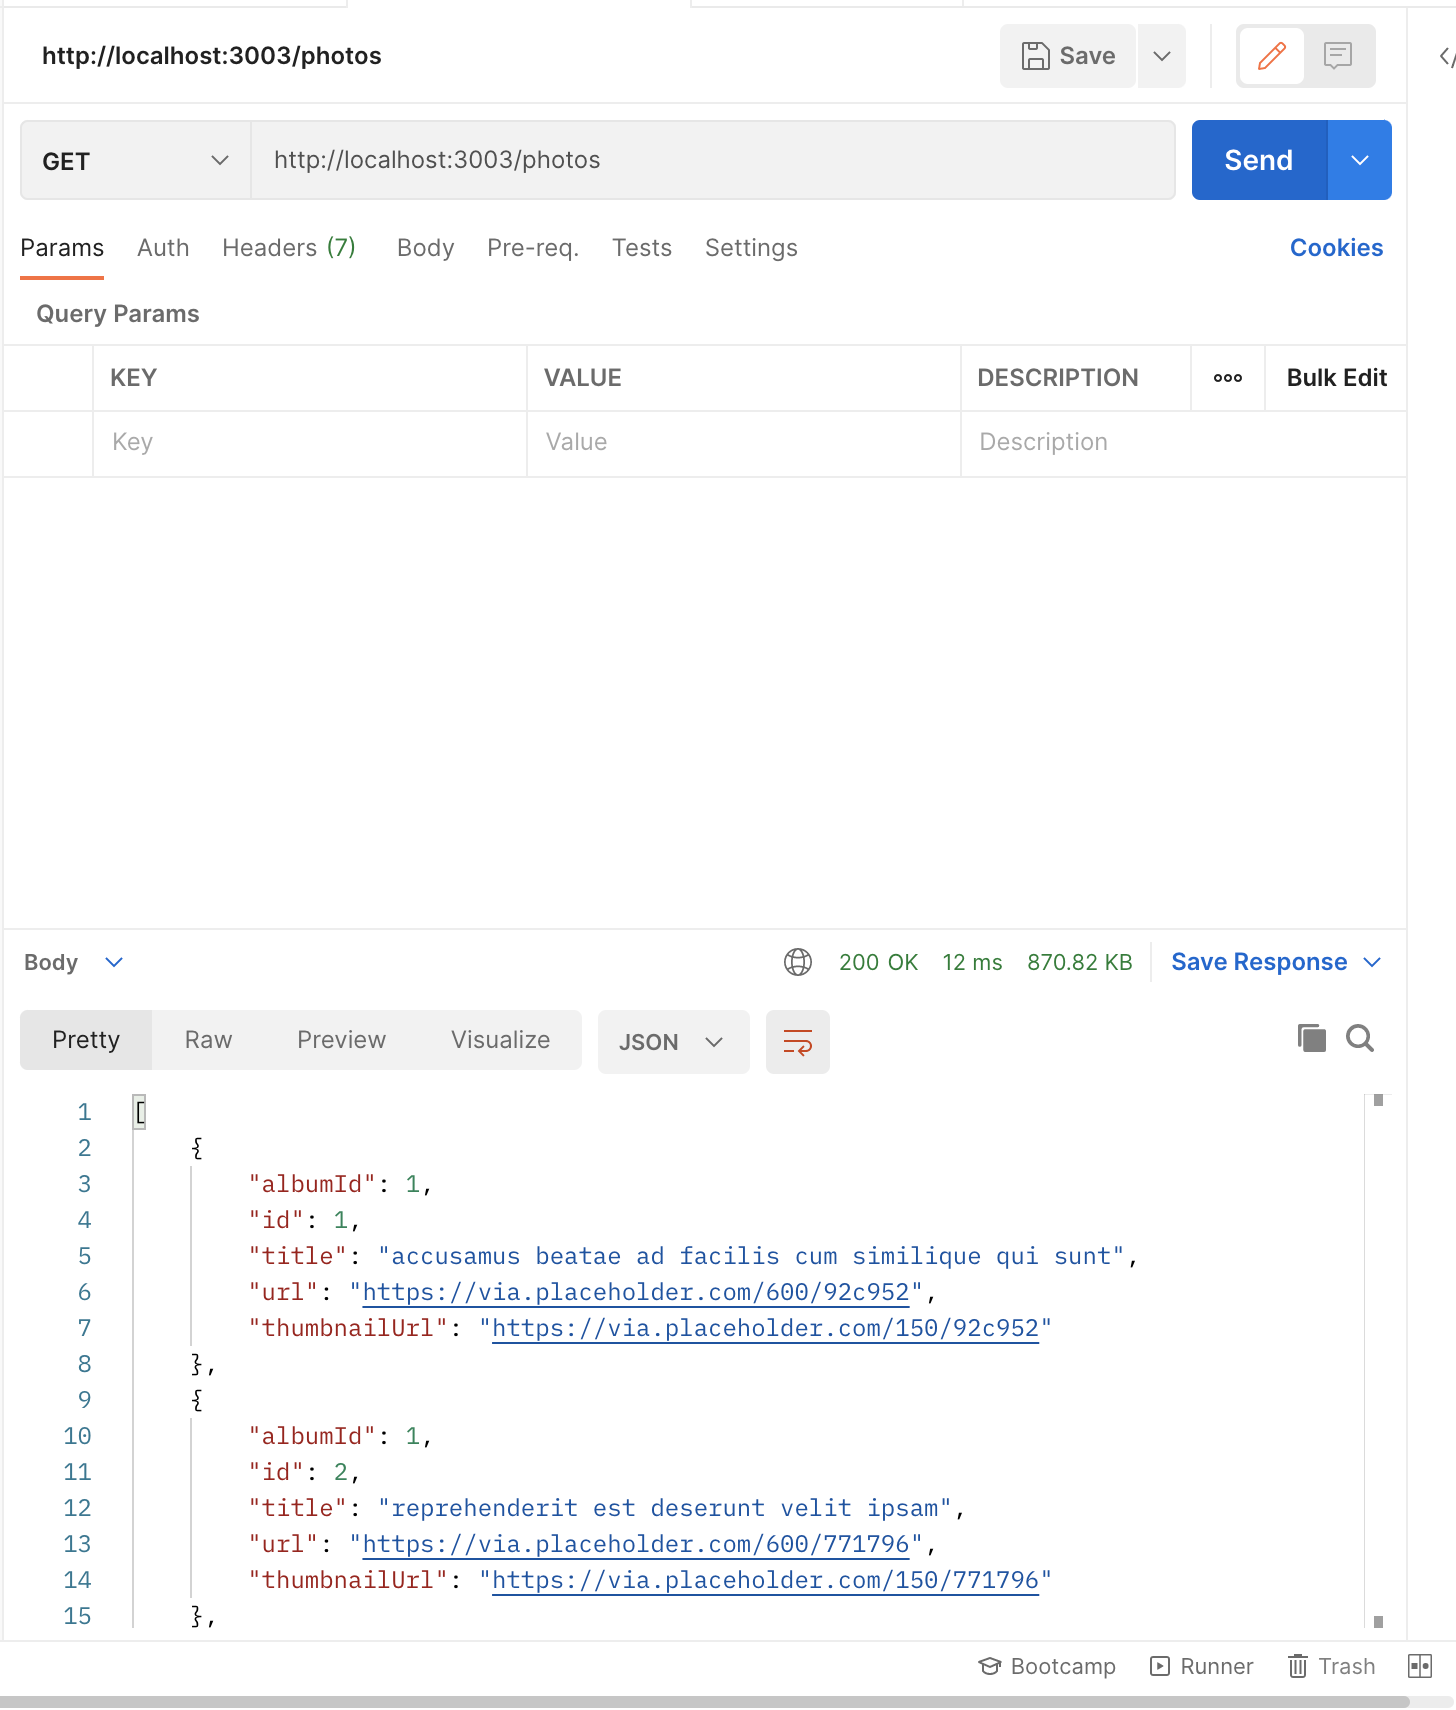 http://localhost:3003/photos Save
GET http://localhost:3003/photos Send
Params Auth Headers (7) Body Pre-req. Tests Settings Cookies
Query Params
KEY VALUE DESCRIPTION ooo Bulk Edit
Key Value Description
Body 200 OK 12 ms 870.82 KB Save Response
Pretty Raw Preview Visualize JSON
1 [
2 {
3 "albumId": 1,
4 "id": 1,
5 "title": "accusamus beatae ad facilis cum similique qui sunt",
6 "url": "https://via.placeholder.com/600/92c952",
7 "thumbnailUrl": "https://via.placeholder.com/150/92c952"
8 },
9 {
10 "albumId": 1,
11 "id": 2,
12 "title": "reprehenderit est deserunt velit ipsam",
13 "url": "https://via.placeholder.com/600/771796",
14 "thumbnailUrl": "https://via.placeholder.com/150/771796"
15 },
Bootcamp Runner Trash